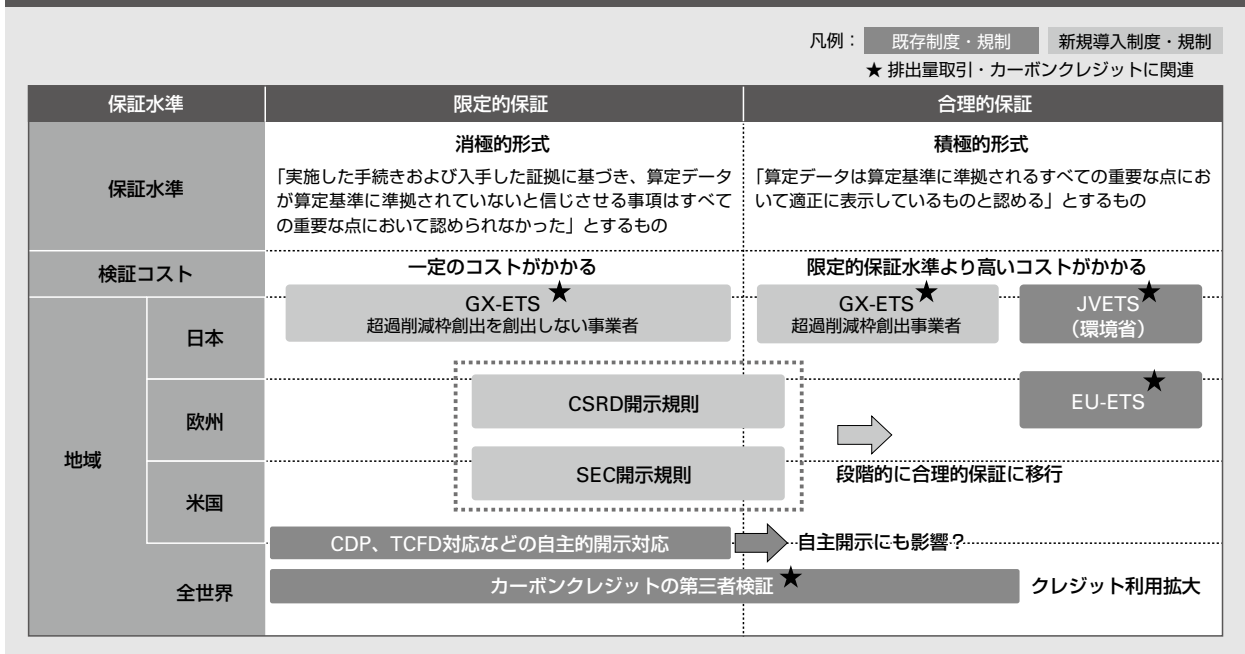 凡例： 既存制度・規制 新規導入制度・規制
★ 排出量取引・カーボンクレジットに関連
保証水準 限定的保証 合理的保証
保証水準
消極的形式
「実施した手続きおよび入手した証拠に基づき、算定データ
が算定基準に準拠されていないと信じさせる事項はすべて
の重要な点において認められなかった」とするもの
積極的形式
「算定データは算定基準に準拠されるすべての重要な点にお
いて適正に表示しているものと認める」とするもの
検証コスト 一定のコストがかかる 限定的保証水準より高いコストがかかる
地域
日本
GX-ETS ★
超過削減枠創出を創出しない事業者
GX-ETS ★
超過削減枠創出事業者
JVETS ★
（環境省）
欧州
CSRD開示規則
EU-ETS ★
米国
SEC開示規則
段階的に合理的保証に移行
CDP、TCFD対応などの自主的開示対応 自主開示にも影響？
全世界 カーボンクレジットの第三者検証 ★ クレジット利用拡大